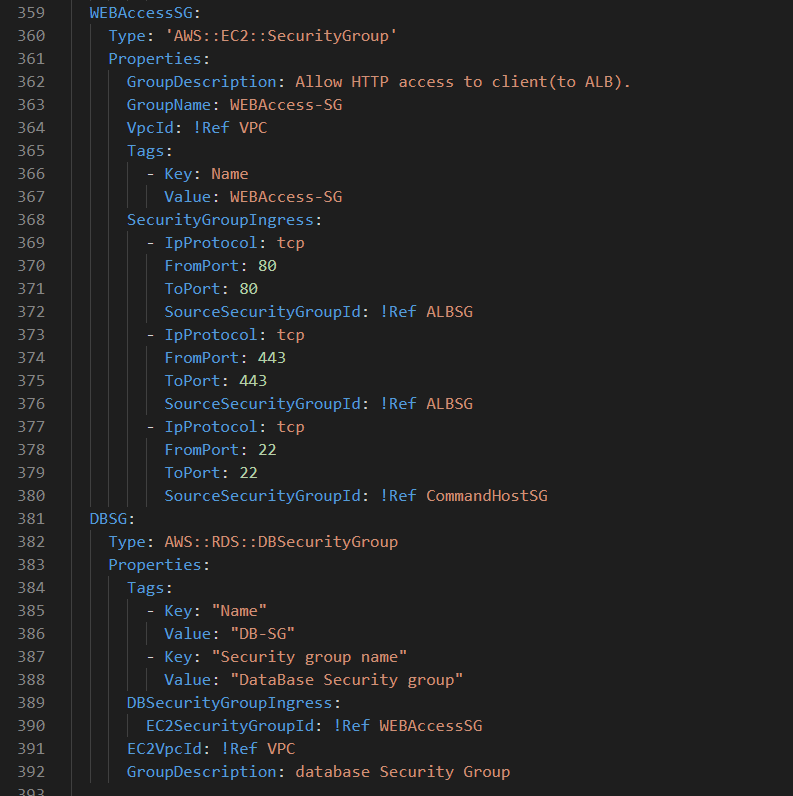 359 WEBAccessSG:
360 Type: 'AWS::EC2::SecurityGroup'
361 Properties:
362 GroupDescription: Allow HTTP access to client(to ALB).
363 GroupName: WEBAccess-SG
364 VpcId: !Ref VPC
365 Tags:
366 - Key: Name
367 Value: WEBAccess-SG
368 SecurityGroupIngress:
369 - IpProtocol: tcp
370 FromPort: 80
371 ToPort: 80
372 SourceSecurityGroupId: !Ref ALBSG
373 - IpProtocol: tcp
374 FromPort: 443
375 ToPort: 443
376 SourceSecurityGroupId: !Ref ALBSG
377 - IpProtocol: tcp
378 FromPort: 22
379 ToPort: 22
380 SourceSecurityGroupId: !Ref CommandHostSG
381 DBSG:
382 Type: AWS::RDS::DBSecurityGroup
383 Properties:
384 Tags:
385 - Key: "Name"
386 Value: "DB-SG"
387 - Key: "Security group name"
388 Value: "DataBase Security group"
389 DBSecurityGroupIngress:
390 EC2SecurityGroupId: !Ref WEBAccessSG
391 EC2VpcId: !Ref VPC
392 GroupDescription: database Security Group
393